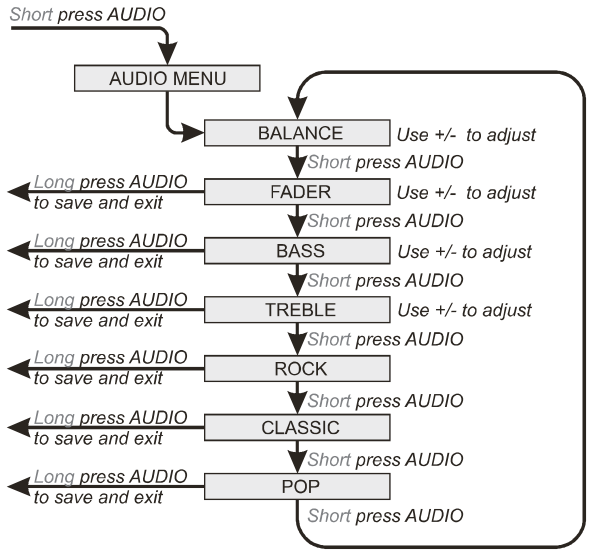 Short press AUDIO
AUDIO MENU
BALANCE
Use +/- to adjust
Short press AUDIO
Long press AUDIO
to save and exit
FADER
Use +/- to adjust
Short press AUDIO
Long press AUDIO
to save and exit
BASS
Use +/- to adjust
Short press AUDIO
Long press AUDIO
to save and exit
TREBLE
Use +/- to adjust
Short press AUDIO
Long press AUDIO
to save and exit
ROCK
Short press AUDIO
Long press AUDIO
to save and exit
CLASSIC
Short press AUDIO
Long press AUDIO
to save and exit
POP
Short press AUDIO